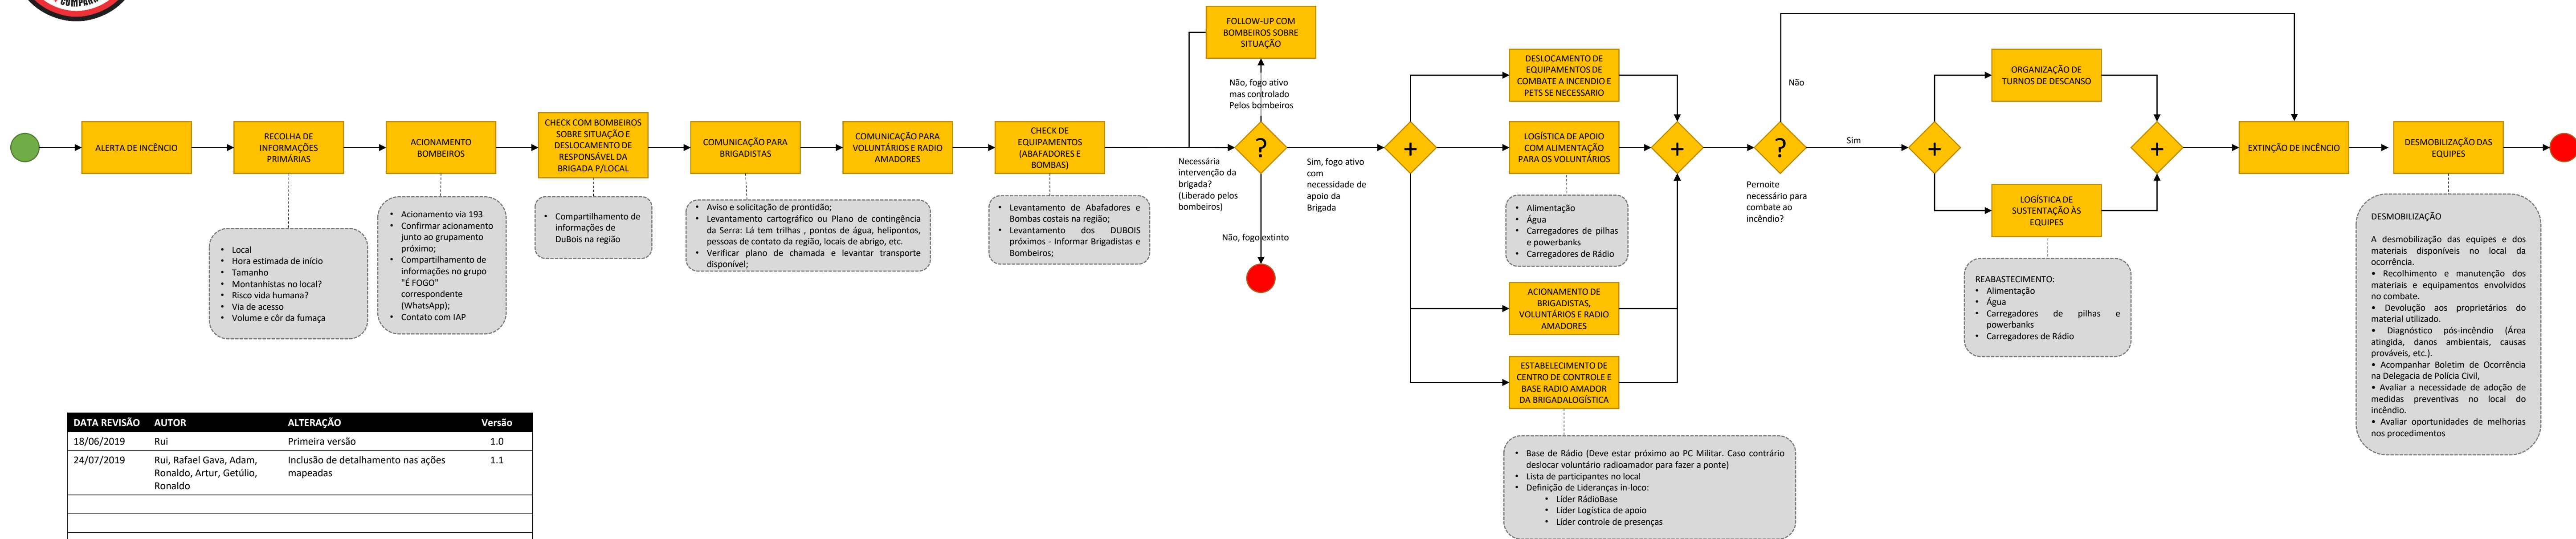 COMPARH
ALERTA DE INCÊNCIO
RECOLHA DE
INFORMAÇÕES
PRIMÁRIAS
ACIONAMENTO
BOMBEIROS
CHECK COM BOMBEIROS
SOBRE SITUAÇÃO E
DESLOCAMENTO DE
RESPONSÁVEL DA
BRIGADA P/LOCAL
COMUNICAÇÃO PARA
BRIGADISTAS
COMUNICAÇÃO PARA
VOLUNTÁRIOS E RADIO
AMADORES
CHECK DE
EQUIPAMENTOS
(ABAFADORES E
BOMBAS)
• Local
• Hora estimada de início
• Tamanho
• Montanhistas no local?
• Risco vida humana?
• Via de acesso
• Volume e côr da fumaça
• Acionamento via 193
• Confirmar acionamento
junto ao grupamento
próximo;
• Compartilhamento de
informações no grupo
"É FOGO"
correspondente
(WhatsApp);
• Contato com IAP
• Compartilhamento de
informações de
DuBois na região
• Aviso e solicitação de prontidão;
• Levantamento cartográfico ou Plano de contingência
da Serra: Lá tem trilhas , pontos de água, helipontos,
pessoas de contato da região, locais de abrigo, etc.
• Verificar plano de chamada e levantar transporte
disponível;
• Levantamento de Abafadores e
Bombas costais na região;
• Levantamento dos DUBOIS
próximos - Informar Brigadistas e
Bombeiros;
FOLLOW-UP COM
BOMBEIROS SOBRE
SITUAÇÃO
Não, fogo ativo
mas controlado
Pelos bombeiros
?
Necessária
intervenção da
brigada?
(Liberado pelos
bombeiros)
Sim, fogo ativo
com
necessidade de
apoio da
Brigada
Não, fogo extinto
+
DESLOCAMENTO DE
EQUIPAMENTOS DE
COMBATE A INCENDIO E
PETS SE NECESSARIO
LOGÍSTICA DE APOIO
COM ALIMENTAÇÃO
PARA OS VOLUNTÁRIOS
• Alimentação
• Água
• Carregadores de pilhas
e powerbanks
• Carregadores de Rádio
ACIONAMENTO DE
BRIGADISTAS,
VOLUNTÁRIOS E RADIO
AMADORES
ESTABELECIMENTO DE
CENTRO DE CONTROLE E
BASE RADIO AMADOR
DA BRIGADALOGÍSTICA
• Base de Rádio (Deve estar próximo ao PC Militar. Caso contrário
deslocar voluntário radioamador para fazer a ponte)
• Lista de participantes no local
• Definição de Lideranças in-loco:
• Líder RádioBase
• Líder Logística de apoio
• Líder controle de presenças
+
?
Não
Sim
Pernoite
necessário para
combate ao
incêndio?
+
ORGANIZAÇÃO DE
TURNOS DE DESCANSO
LOGÍSTICA DE
SUSTENTAÇÃO ÀS
EQUIPES
REABASTECIMENTO:
• Alimentação
• Água
• Carregadores de pilhas e
powerbanks
• Carregadores de Rádio
+
EXTINÇÃO DE INCÊNCIO
DESMOBILIZAÇÃO DAS
EQUIPES
DESMOBILIZAÇÃO
A desmobilização das equipes e dos
materiais disponíveis no local da
ocorrência.
• Recolhimento e manutenção dos
materiais e equipamentos envolvidos
no combate.
• Devolução aos proprietários do
material utilizado.
• Diagnóstico pós-incêndio (Área
atingida, danos ambientais, causas
prováveis, etc.).
• Acompanhar Boletim de Ocorrência
na Delegacia de Polícia Civil,
• Avaliar a necessidade de adoção de
medidas preventivas no local do
incêndio.
• Avaliar oportunidades de melhorias
nos procedimentos
DATA REVISÃO AUTOR ALTERAÇÃO Versão
18/06/2019 Rui Primeira versão 1.0
24/07/2019 Rui, Rafael Gava, Adam, Inclusão de detalhamento nas ações 1.1
Ronaldo, Artur, Getúlio, mapeadas
Ronaldo